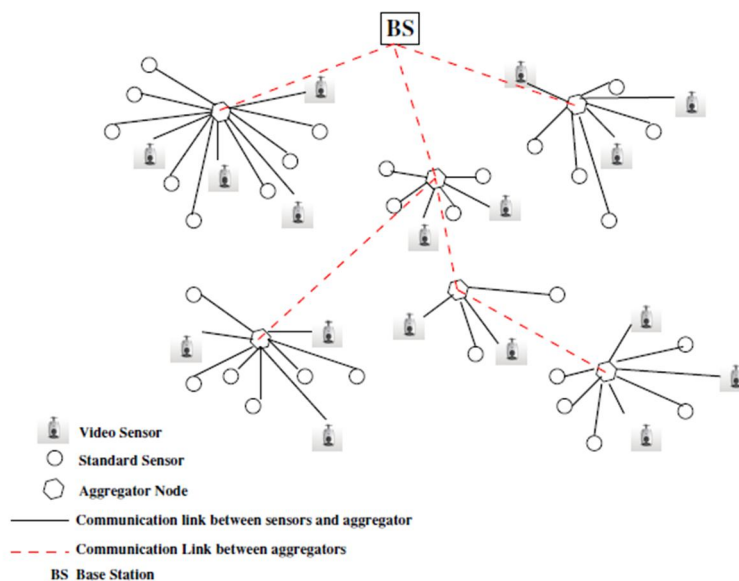 BS
Video Sensor
Standard Sensor
Aggregator Node
Communication link between sensors and aggregator
Communication Link between aggregators
BS Base Station